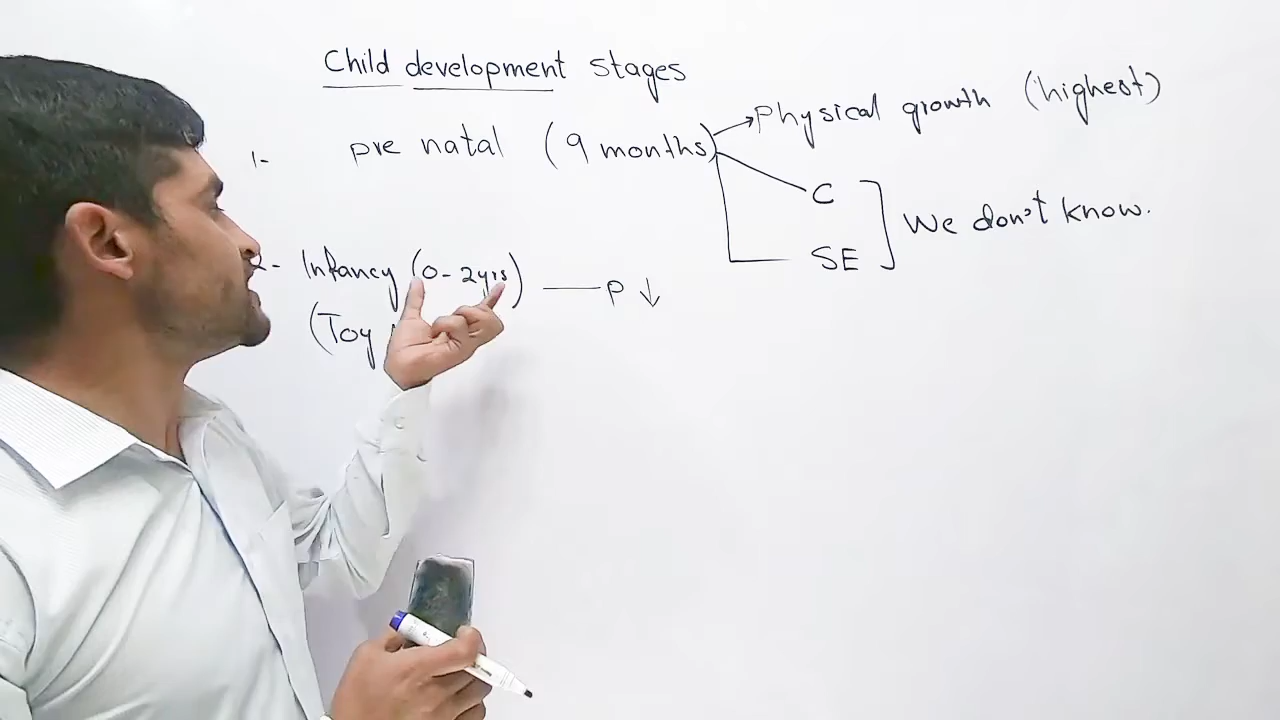 Child development stages
1- pre natal (9 months) Physical growth (highest)
C
We don't know.
SE
2- Infancy (0-2yrs) P ↓
(Toy